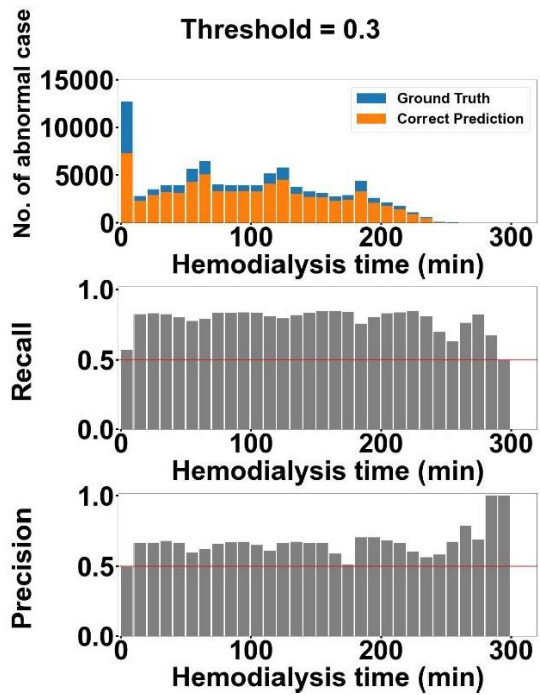 Threshold = 0.3
No. of abnormal case
15000
10000
5000
0
Ground Truth
Correct Prediction
0 100 200 300
Hemodialysis time (min)
Recall
1.0
0.5
0.0
0 100 200 300
Hemodialysis time (min)
Precision
1.0
0.5
0.0
0 100 200 300
Hemodialysis time (min)